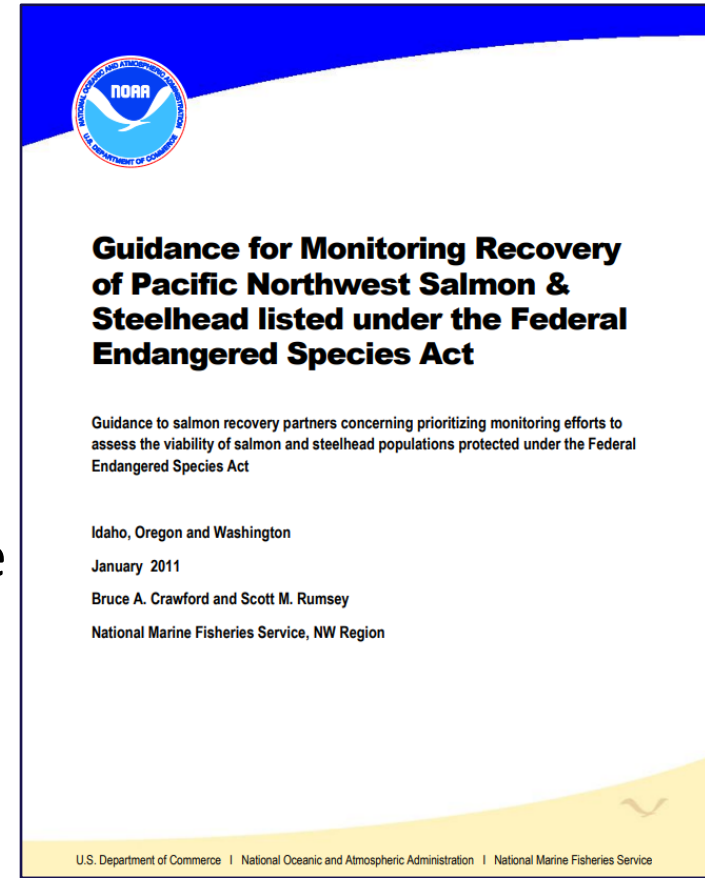 NATIONAL OCEANIC AND ATMOSPHERIC ADMINISTRATION
NOAA
U.S. DEPARTMENT OF COMMERCE
Guidance for Monitoring Recovery
of Pacific Northwest Salmon &
Steelhead listed under the Federal
Endangered Species Act
Guidance to salmon recovery partners concerning prioritizing monitoring efforts to
assess the viability of salmon and steelhead populations protected under the Federal
Endangered Species Act
Idaho, Oregon and Washington
e
January 2011
Bruce A. Crawford and Scott M. Rumsey
National Marine Fisheries Service, NW Region
U.S. Department of Commerce I National Oceanic and Atmospheric Administration I National Marine Fisheries Service